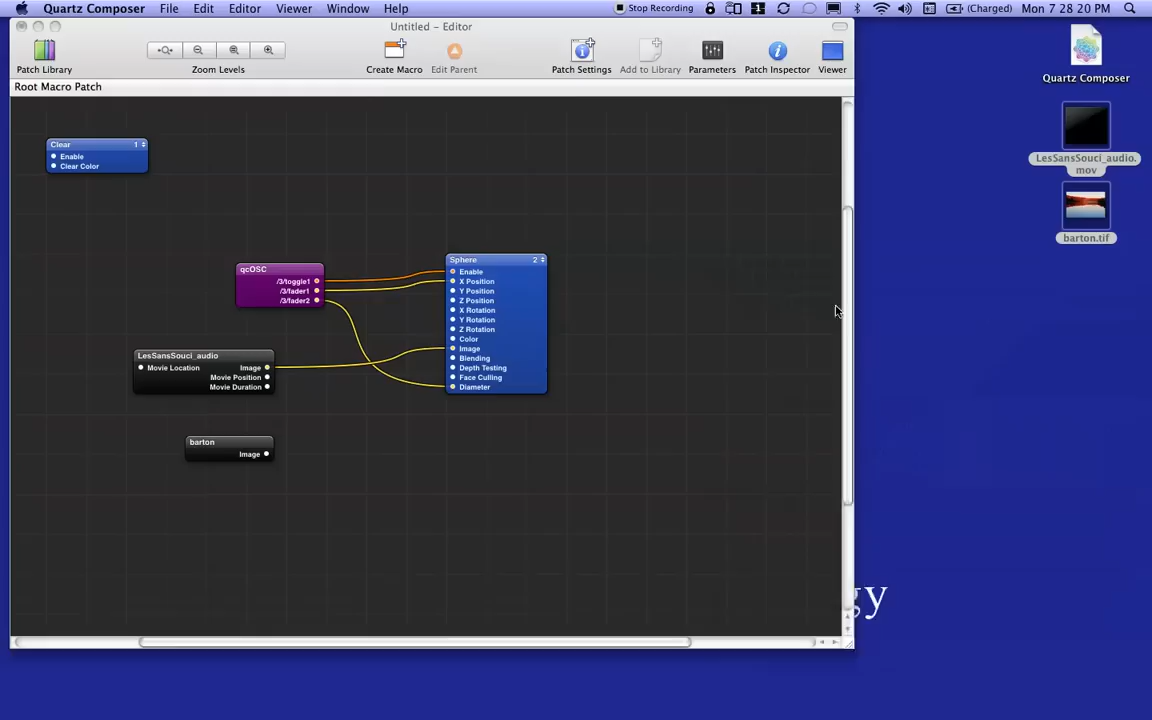 Quartz Composer File Edit Editor Viewer Window Help Stop Recording (Charged) Mon 7 28 20 PM
Untitled - Editor
Patch Library Zoom Levels Create Macro Edit Parent Patch Settings Add to Library Parameters Patch Inspector Viewer
Root Macro Patch
Clear 1
Enable
Clear Color
qcOSC
/3/toggle1
/3/fader1
/3/fader2
Sphere 2
Enable
X Position
Y Position
Z Position
X Rotation
Y Rotation
Z Rotation
Color
Image
Blending
Depth Testing
Face Culling
Diameter
LesSansSouci_audio
Movie Location Image
Movie Position
Movie Duration
barton
Image
Quartz Composer
LesSansSouci_audio.
mov
barton.tif
gy